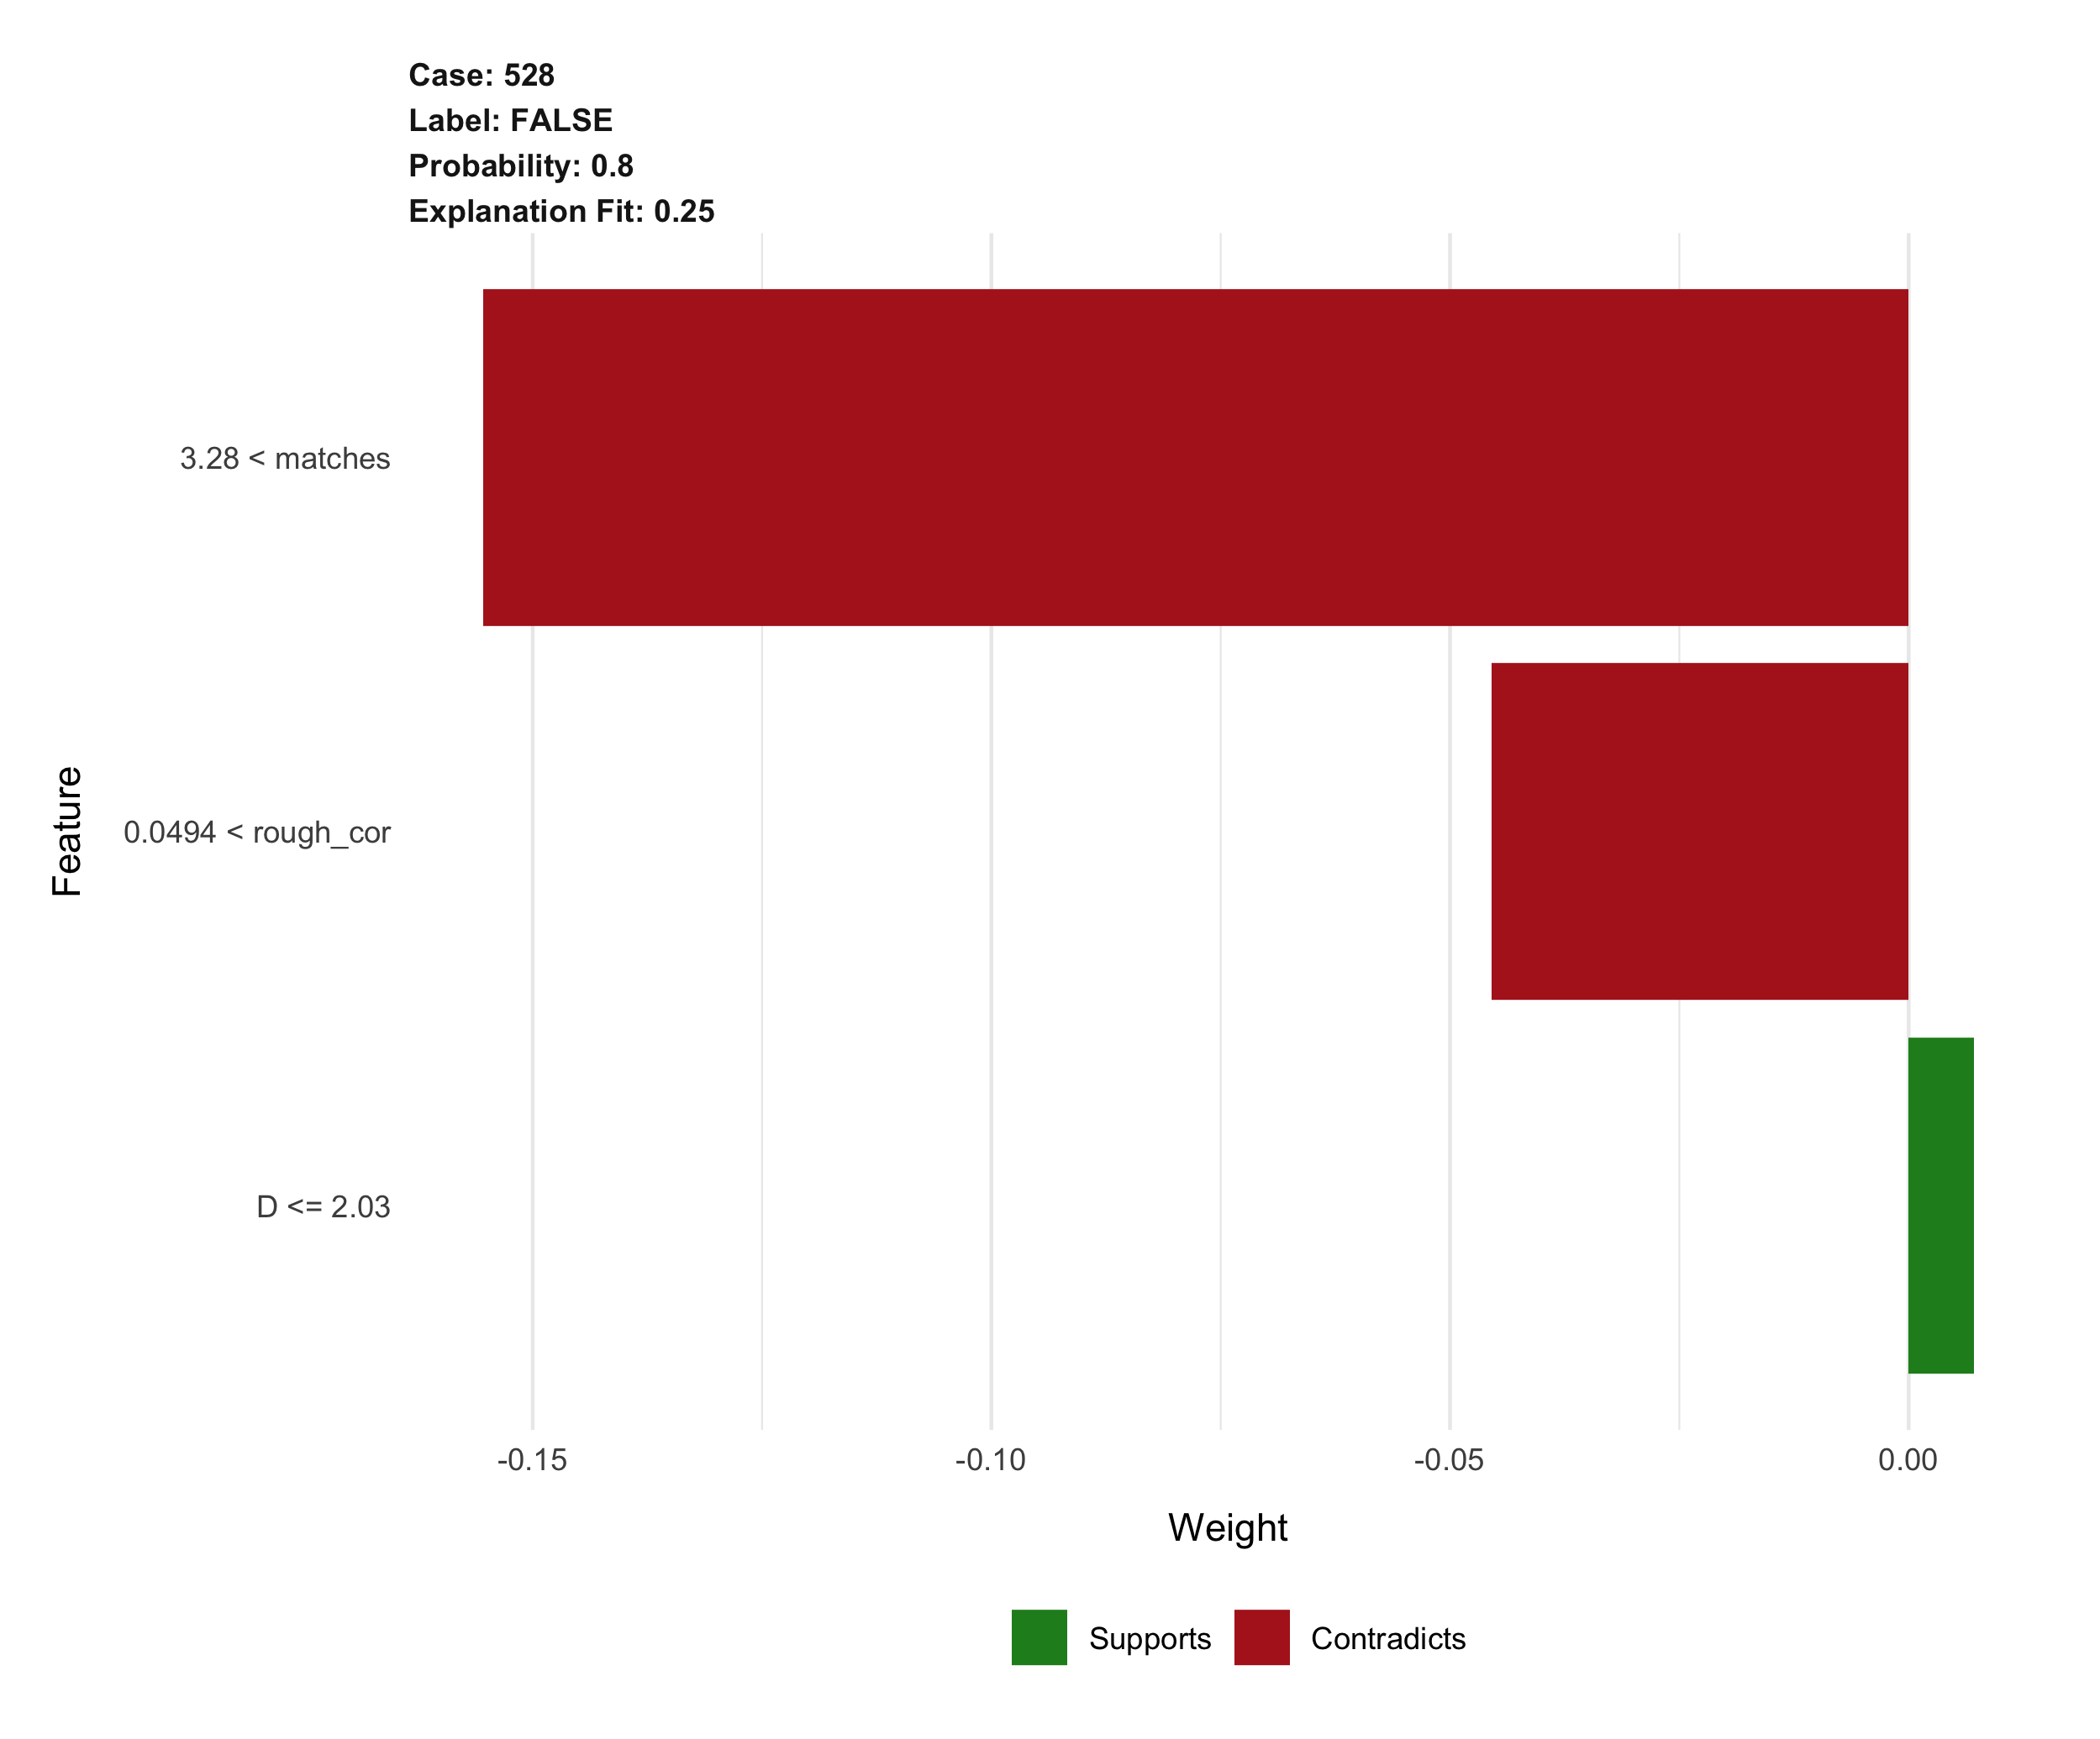 Case: 528
Label: FALSE
Probability: 0.8
Explanation Fit: 0.25
3.28 < matches
0.0494 < rough_cor
D <= 2.03
Feature
-0.15 -0.10 -0.05 0.00
Weight
Supports Contradicts